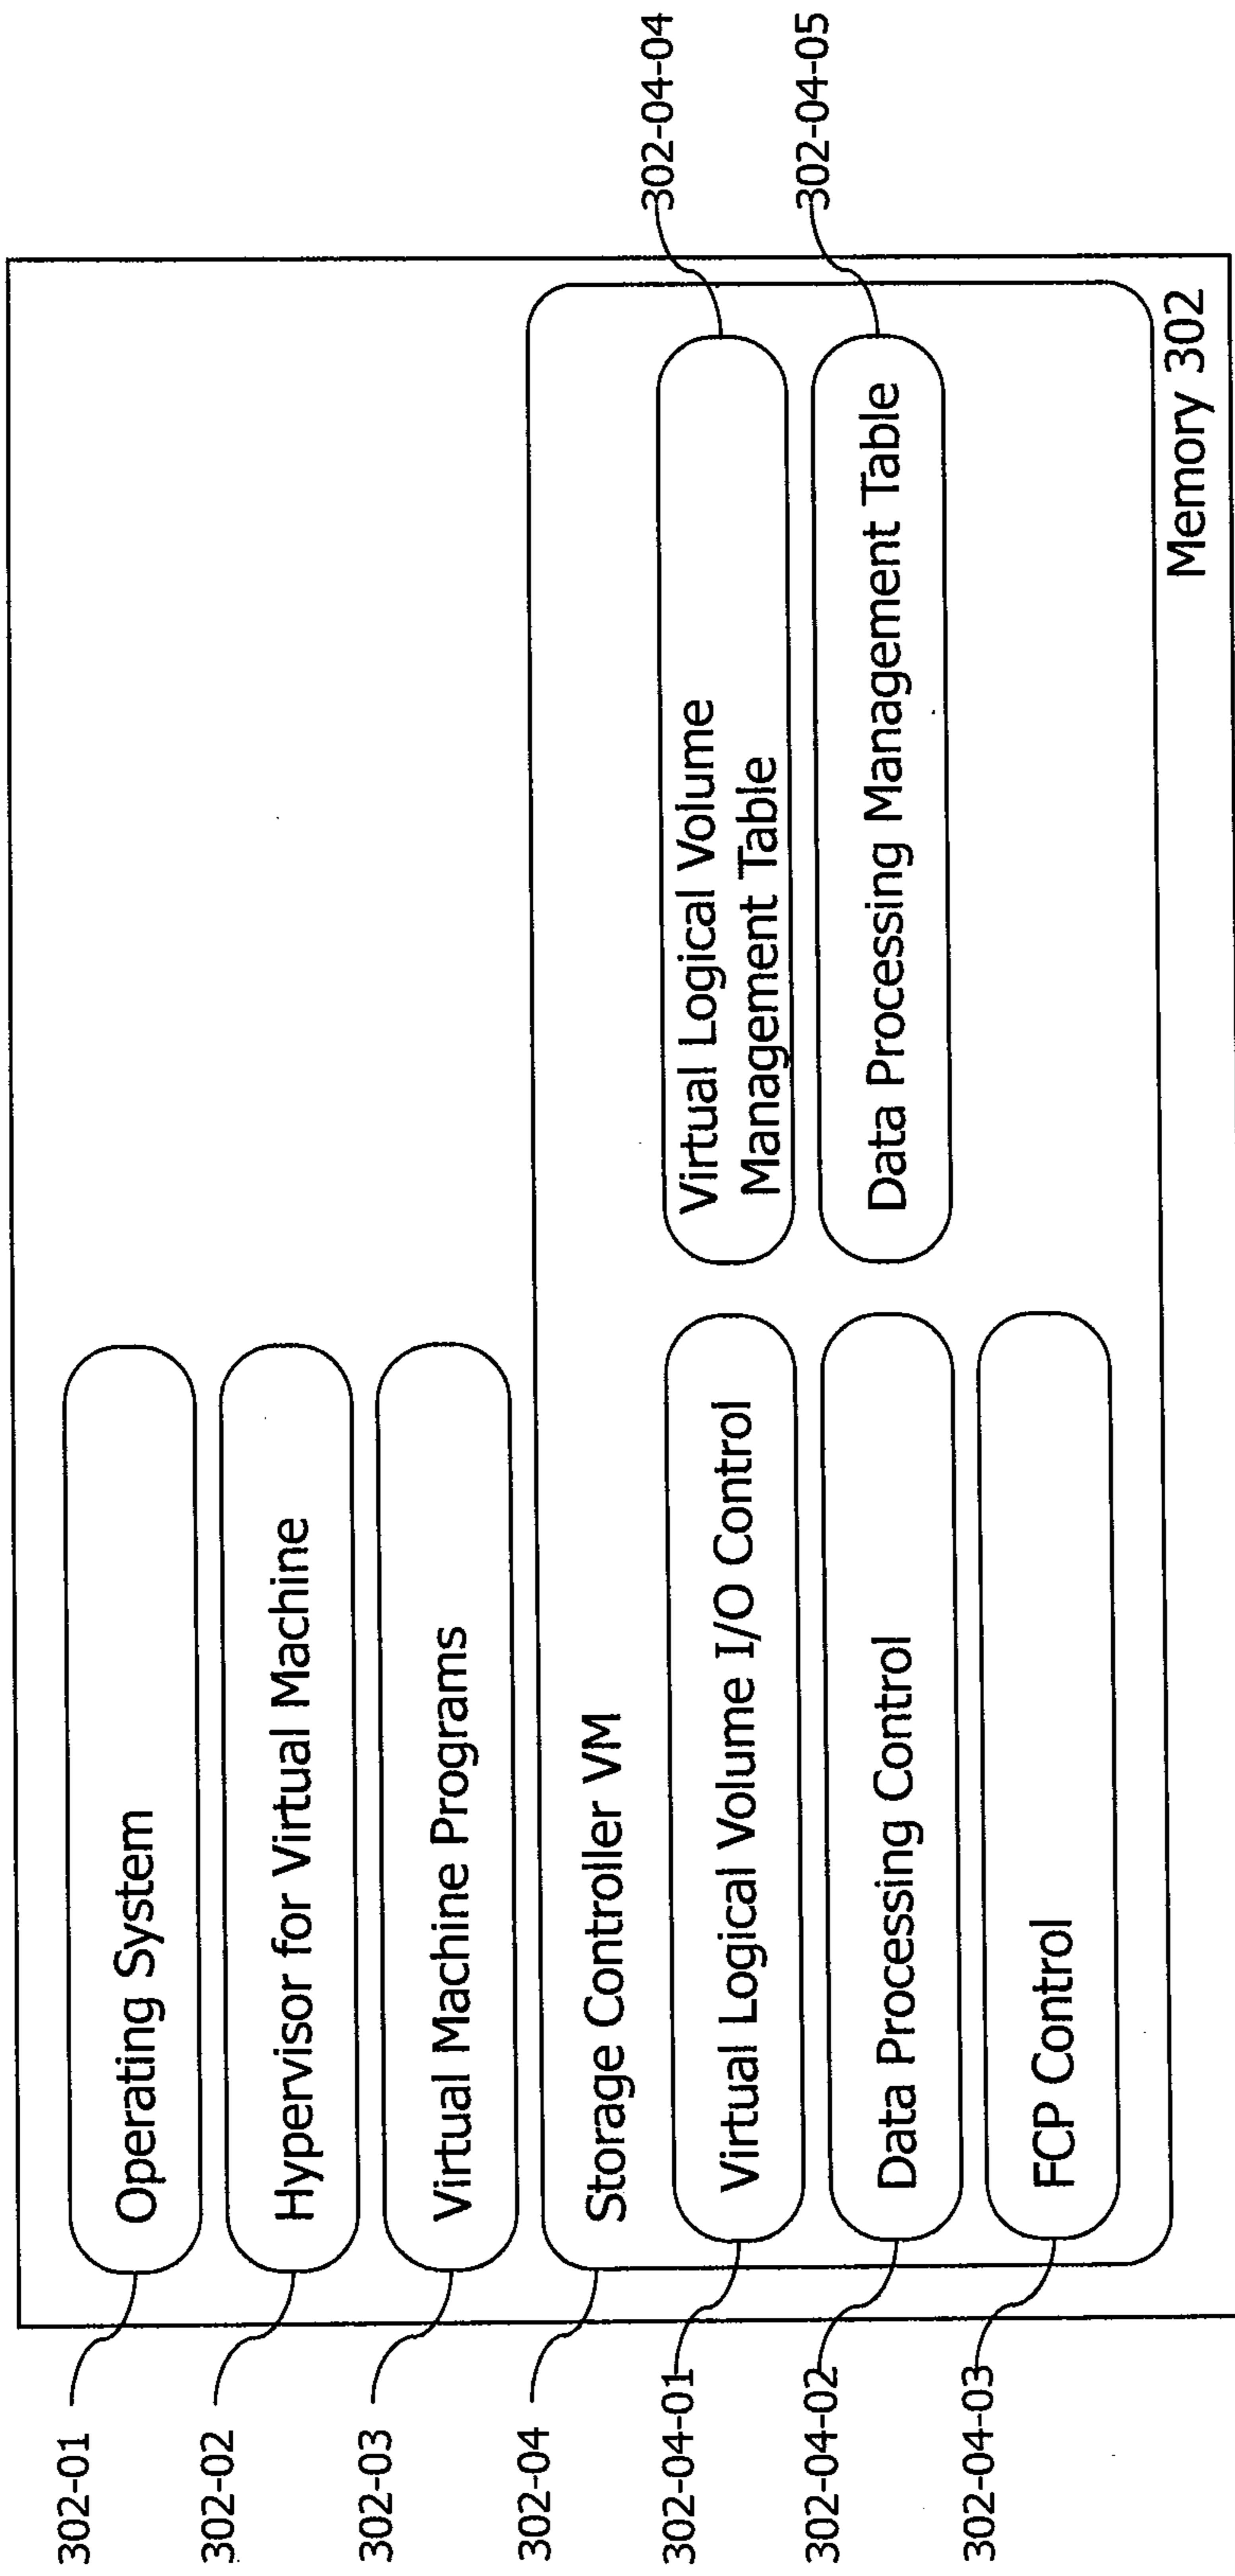 302-01
Operating System
302-02
Hypervisor for Virtual Machine
302-03
Virtual Machine Programs
302-04
Storage Controller VM
302-04-01
Virtual Logical Volume I/O Control
Virtual Logical Volume
Management Table
302-04-04
302-04-02
Data Processing Control
Data Processing Management Table
302-04-05
302-04-03
FCP Control
Memory 302